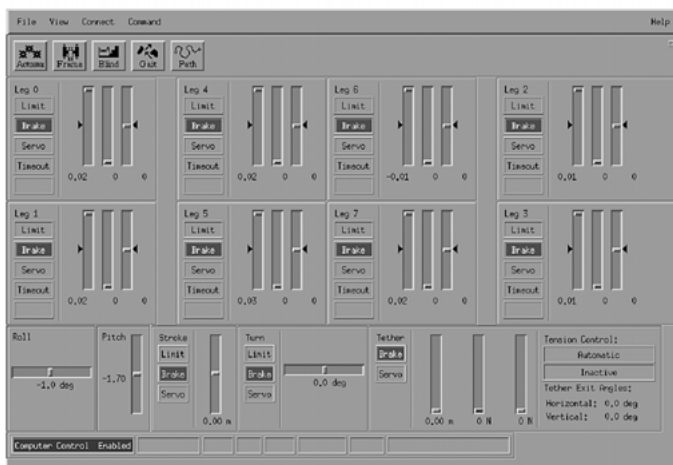 File View Connect Command Help
Blind Path
Leg 0
Limit
Brake
Servo
Timeout
0.02 0 0
Leg 4
Limit
Brake
Servo
Timeout
0.02 0 0
Leg 6
Limit
Brake
Servo
Timeout
-0.01 0 0
Leg 2
Limit
Brake
Servo
Timeout
0.01 0 0
Leg 1
Limit
Brake
Servo
Timeout
0.02 0 0
Leg 5
Limit
Brake
Servo
Timeout
0.03 0 0
Leg 7
Limit
Brake
Servo
Timeout
0.02 0 0
Leg 3
Limit
Brake
Servo
Timeout
0.01 0 0
Roll
-1.0 deg
Pitch
-1.70
Stroke
Limit
Brake
Servo
0.00 m
Turn
Limit
Brake
Servo
0.0 deg
Tether
Brake
Servo
0.00 m 0 N 0 N
Tension Control:
Automatic
Inactive
Tether Exit Angles:
Horizontal: 0.0 deg
Vertical: 0.0 deg
Computer Control Enabled